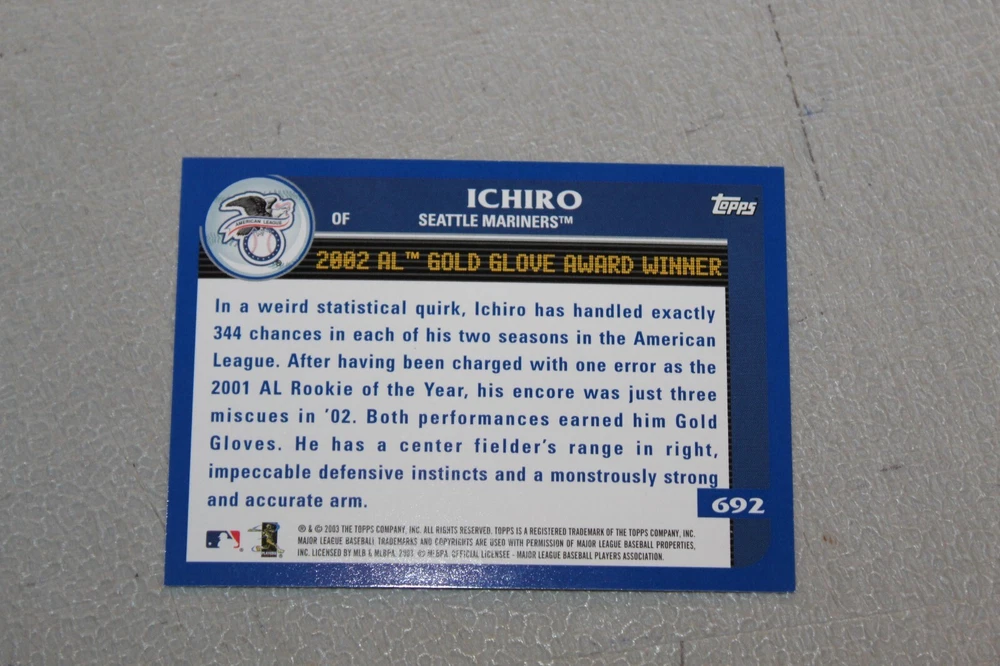 ICHIRO
topps
OF
SEATTLE MARINERS™
AMERICAN LEAGUE
2002 AL™ GOLD GLOVE AWARD WINNER
In a weird statistical quirk, Ichiro has handled exactly
344 chances in each of his two seasons in the American
League. After having been charged with one error as the
2001 AL Rookie of the Year, his encore was just three
miscues in '02. Both performances earned him Gold
Gloves. He has a center fielder's range in right,
impeccable defensive instincts and a monstrously strong
and accurate arm.
692
® & © 2003 THE TOPPS COMPANY, INC. ALL RIGHTS RESERVED. TOPPS IS A REGISTERED TRADEMARK OF THE TOPPS COMPANY, INC.
MAJOR LEAGUE BASEBALL TRADEMARKS AND COPYRIGHTS ARE USED WITH PERMISSION OF MAJOR LEAGUE BASEBALL PROPERTIES,
INC. LICENSED BY MLB & MLBPA, OFFICIAL LICENSEE - MAJOR LEAGUE BASEBALL PLAYERS ASSOCIATION.